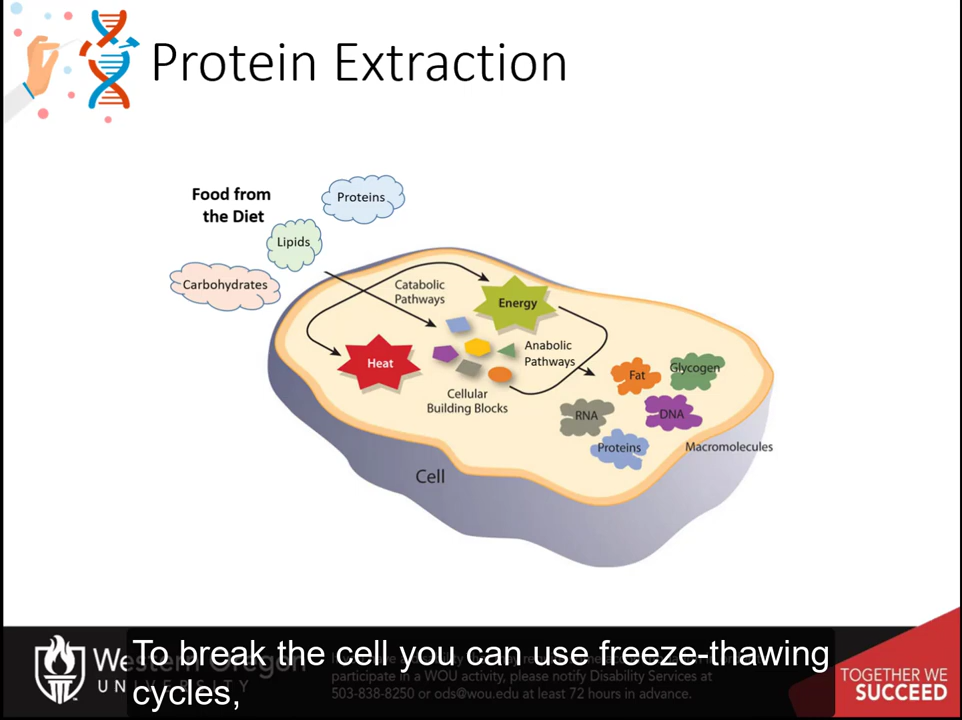 Protein Extraction
Food from
the Diet
Proteins
Lipids
Carbohydrates
Catabolic
Pathways
Energy
Heat
Anabolic
Pathways
Cellular
Building Blocks
Fat
Glycogen
RNA
DNA
Proteins
Macromolecules
Cell
To break the cell you can use freeze-thawing
cycles,
Western Oregon
UNIVERSITY
participate in a WOU activity, please notify Disability Services at
503-838-8250 or ods@wou.edu at least 72 hours in advance.
TOGETHER WE
SUCCEED